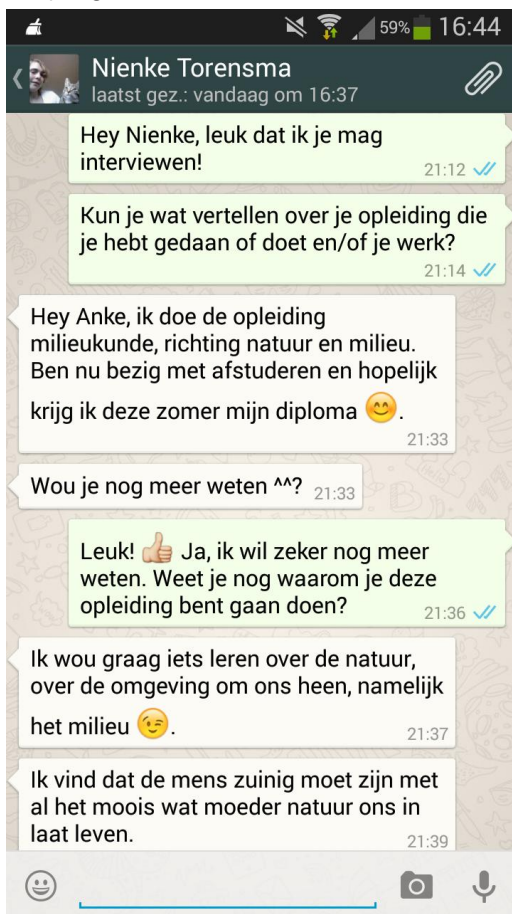 59% 16:44
Nienke Torensma
laatst gez.: vandaag om 16:37
Hey Nienke, leuk dat ik je mag
interviewen!
21:12
Kun je wat vertellen over je opleiding die
je hebt gedaan of doet en/of je werk?
21:14
Hey Anke, ik doe de opleiding
milieukunde, richting natuur en milieu.
Ben nu bezig met afstuderen en hopelijk
krijg ik deze zomer mijn diploma 😊.
21:33
Wou je nog meer weten ^^? 21:33
Leuk! 👍 Ja, ik wil zeker nog meer
weten. Weet je nog waarom je deze
opleiding bent gaan doen? 21:36
Ik wou graag iets leren over de natuur,
over de omgeving om ons heen, namelijk
het milieu 😉. 21:37
Ik vind dat de mens zuinig moet zijn met
al het moois wat moeder natuur ons in
laat leven. 21:39